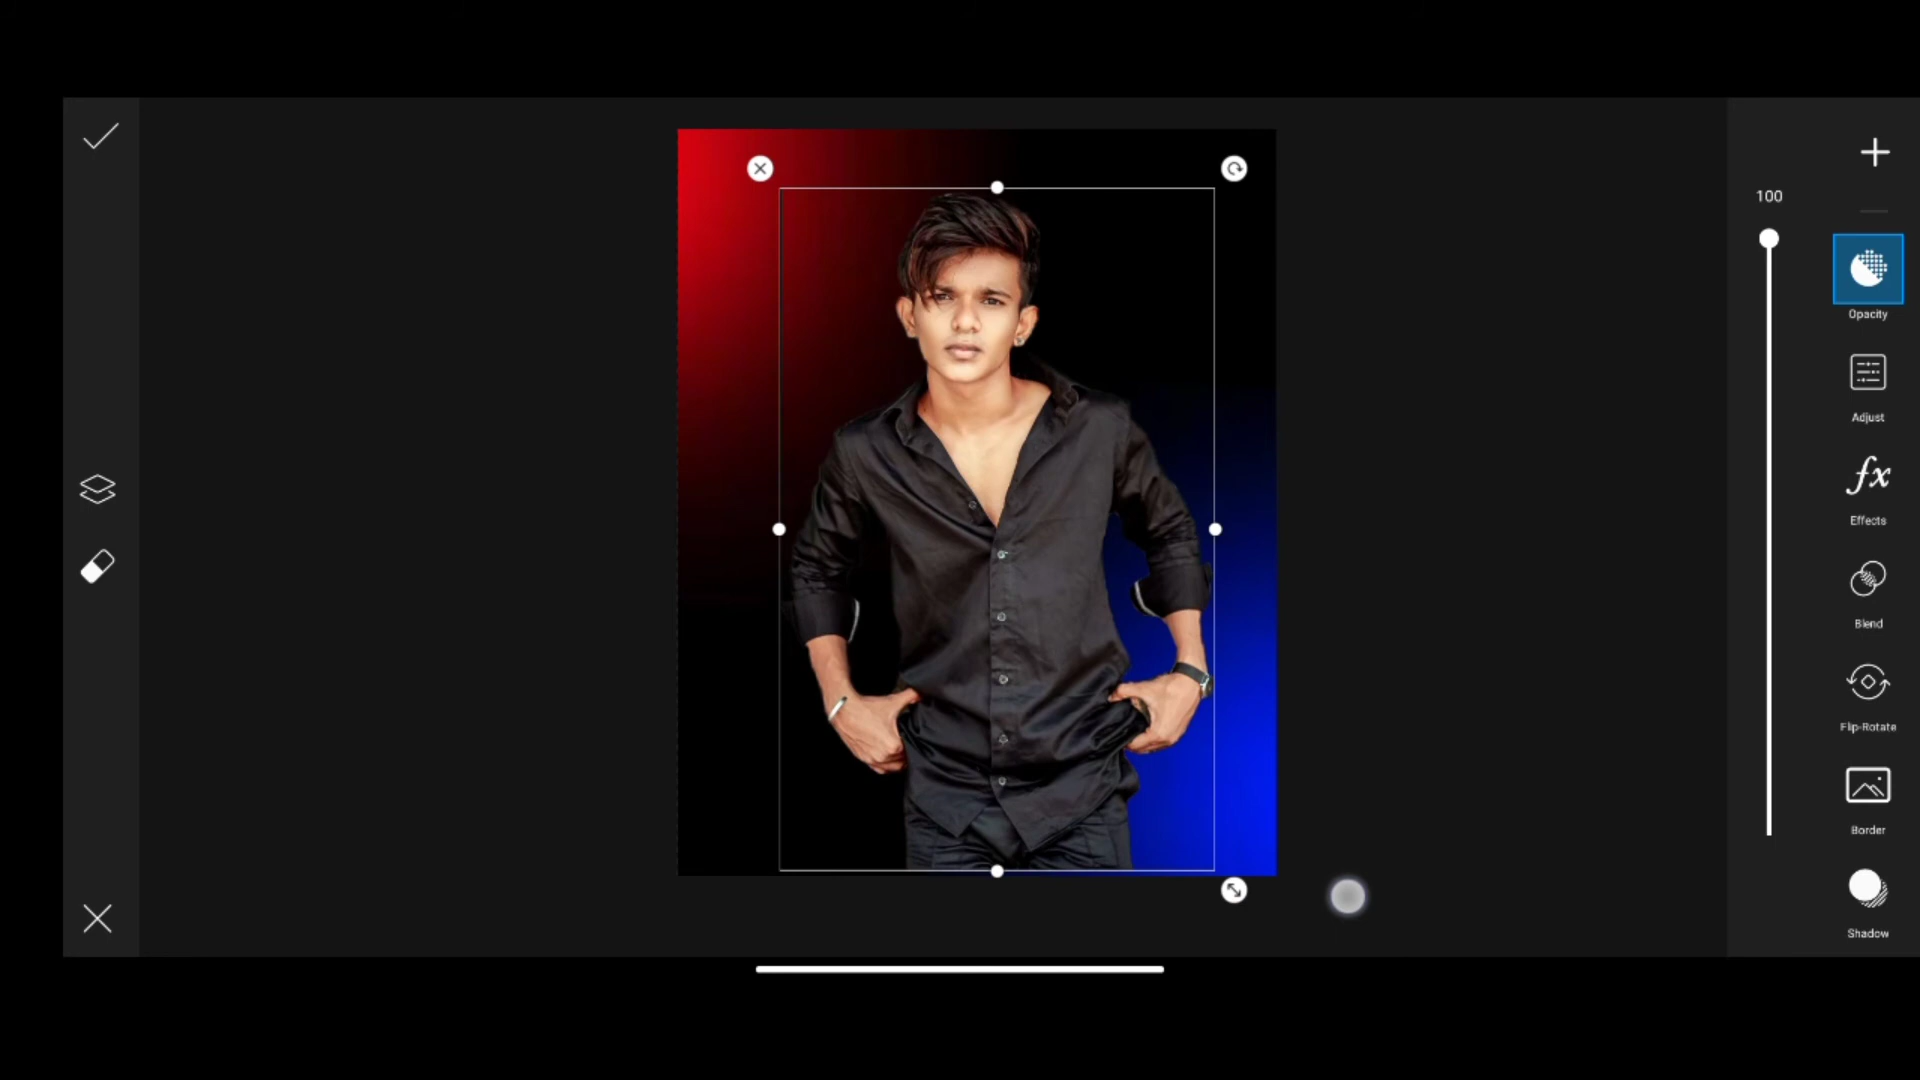 100
Opacity
Adjust
fx
Effects
Blend
Flip-Rotate
Border
Shadow